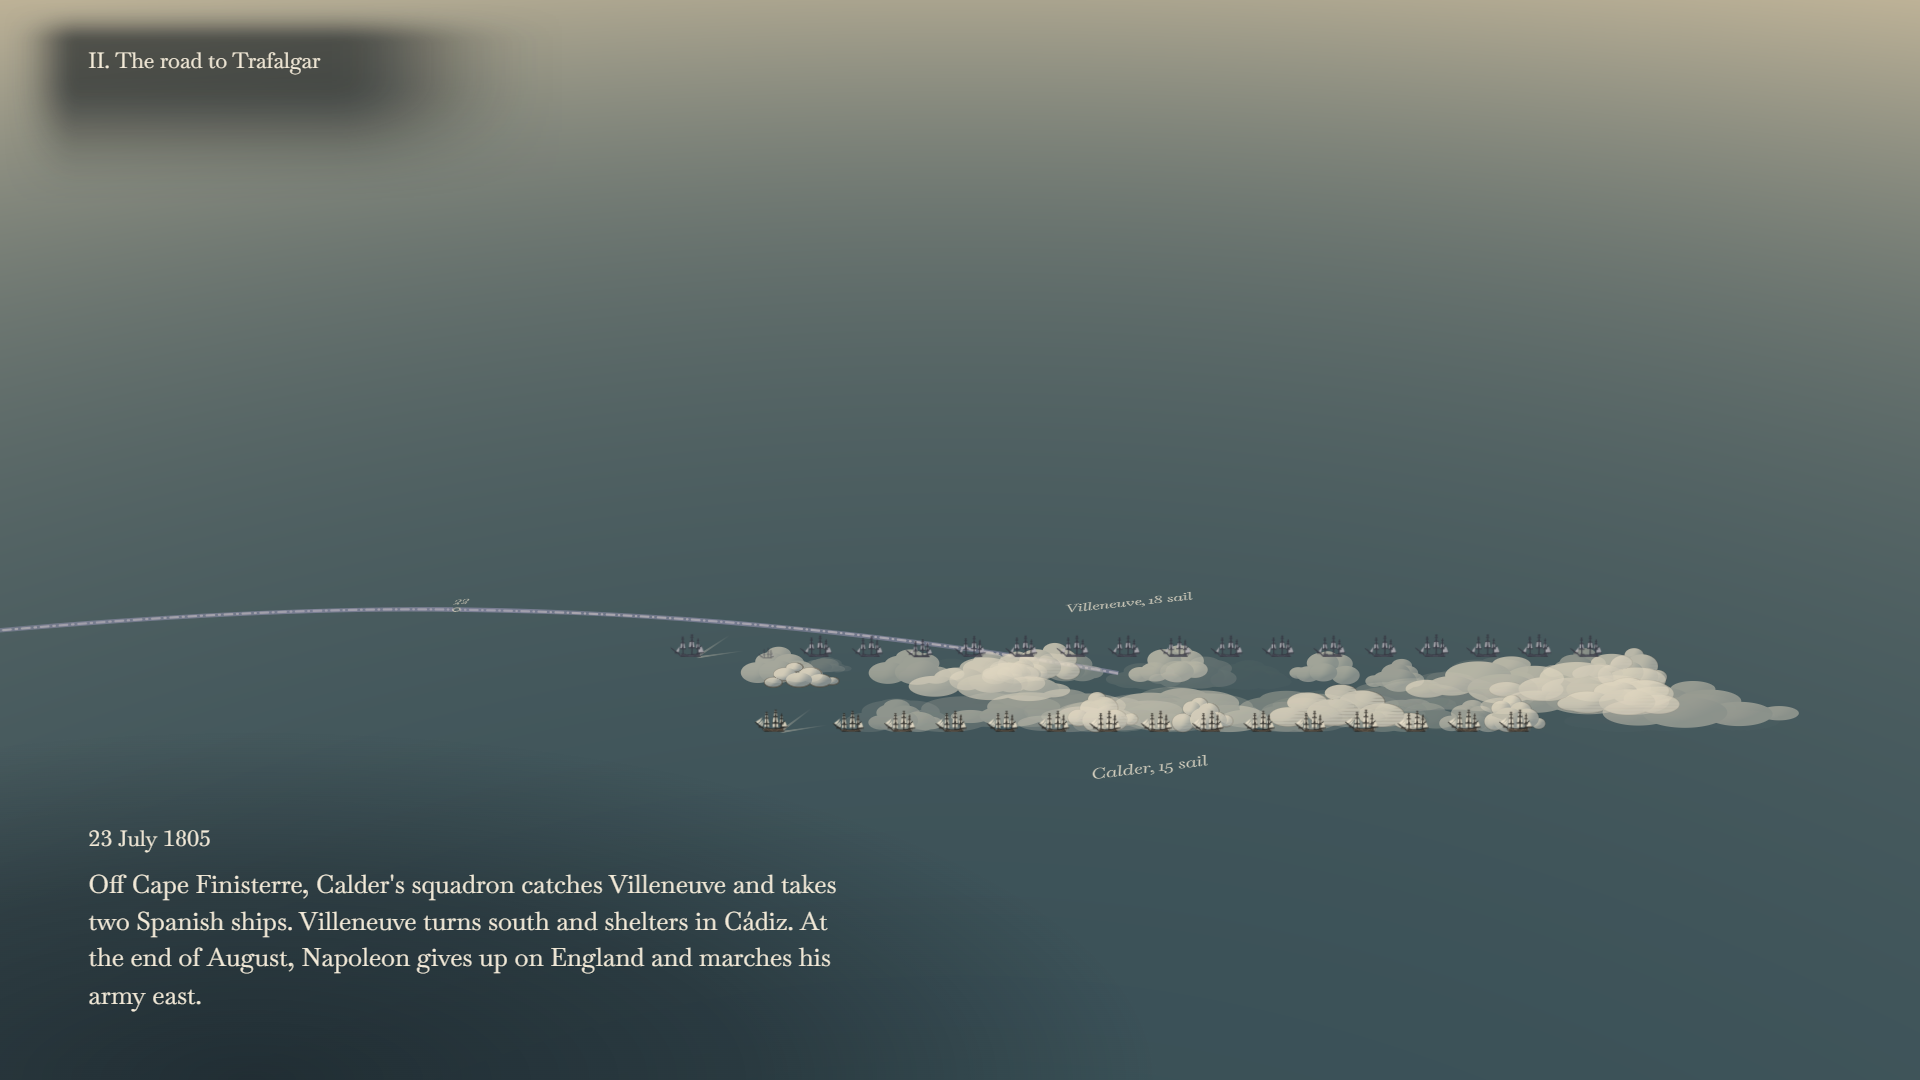 II. The road to Trafalgar
22
Villeneuve, 18 sail
Calder, 15 sail
23 July 1805
Off Cape Finisterre, Calder's squadron catches Villeneuve and takes
two Spanish ships. Villeneuve turns south and shelters in Cádiz. At
the end of August, Napoleon gives up on England and marches his
army east.